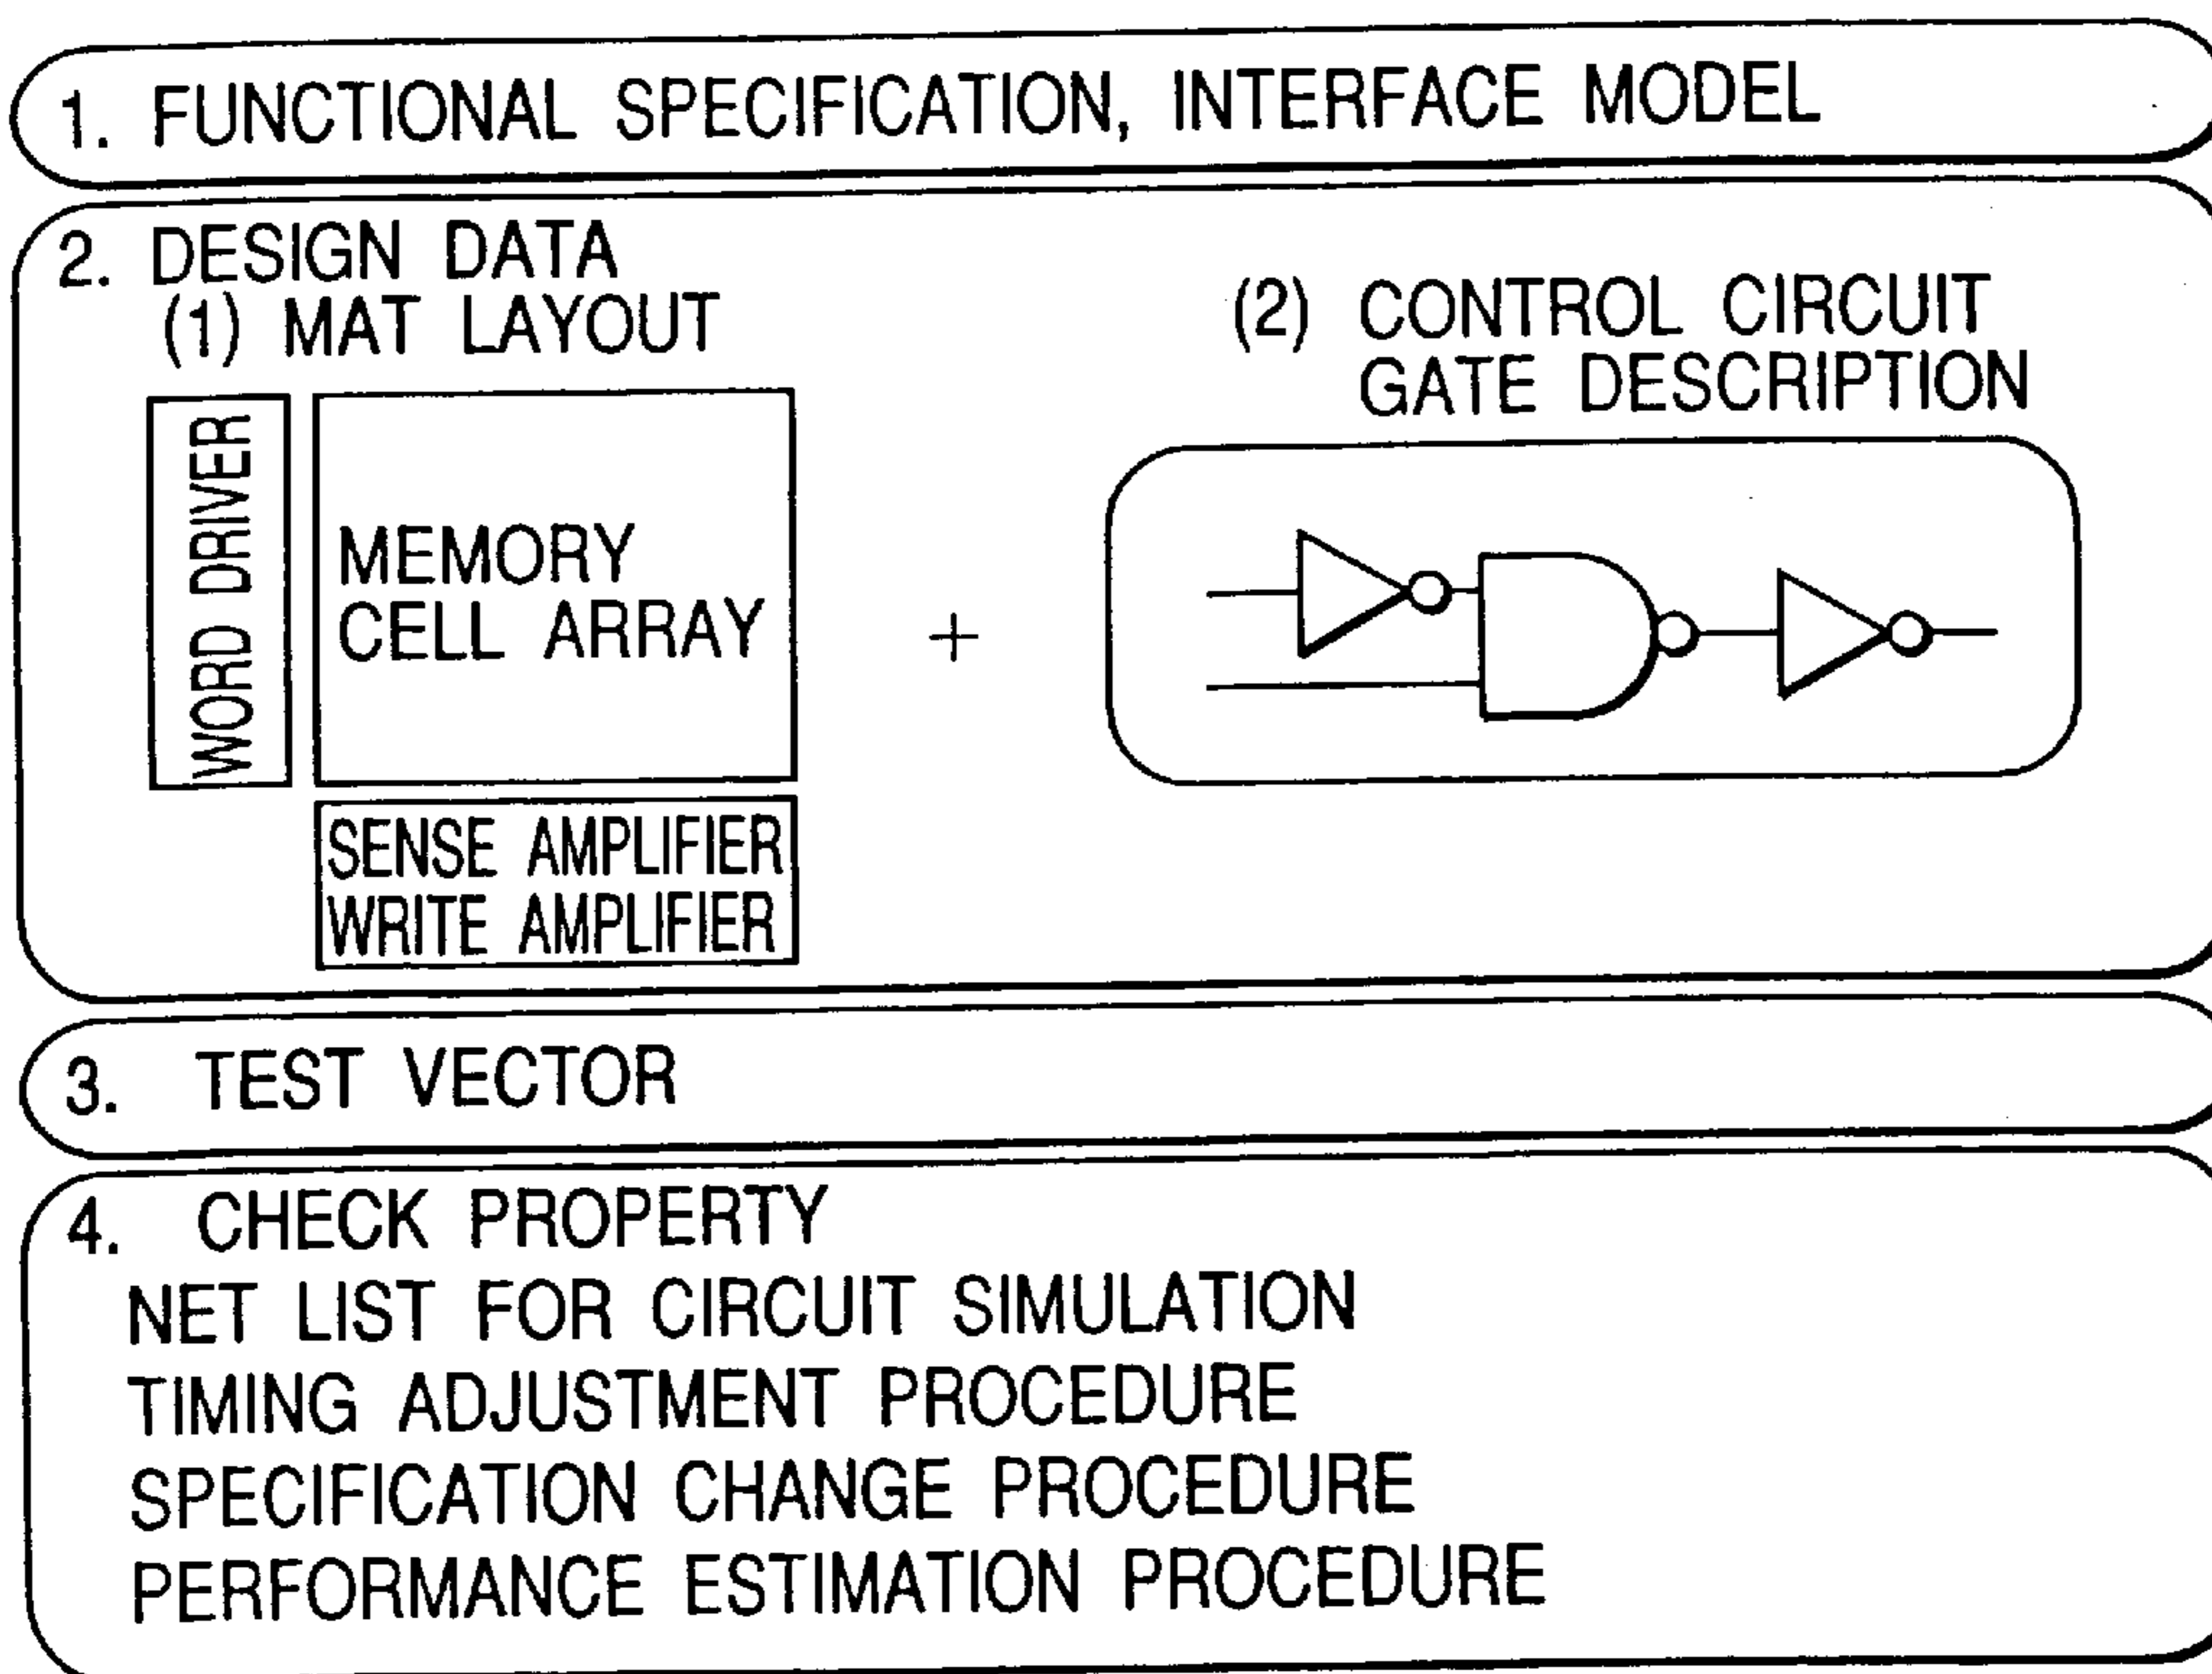 1. FUNCTIONAL SPECIFICATION, INTERFACE MODEL
2. DESIGN DATA
(1) MAT LAYOUT
WORD DRIVER
MEMORY
CELL ARRAY
SENSE AMPLIFIER
WRITE AMPLIFIER
+
(2) CONTROL CIRCUIT
GATE DESCRIPTION
3. TEST VECTOR
4. CHECK PROPERTY
NET LIST FOR CIRCUIT SIMULATION
TIMING ADJUSTMENT PROCEDURE
SPECIFICATION CHANGE PROCEDURE
PERFORMANCE ESTIMATION PROCEDURE